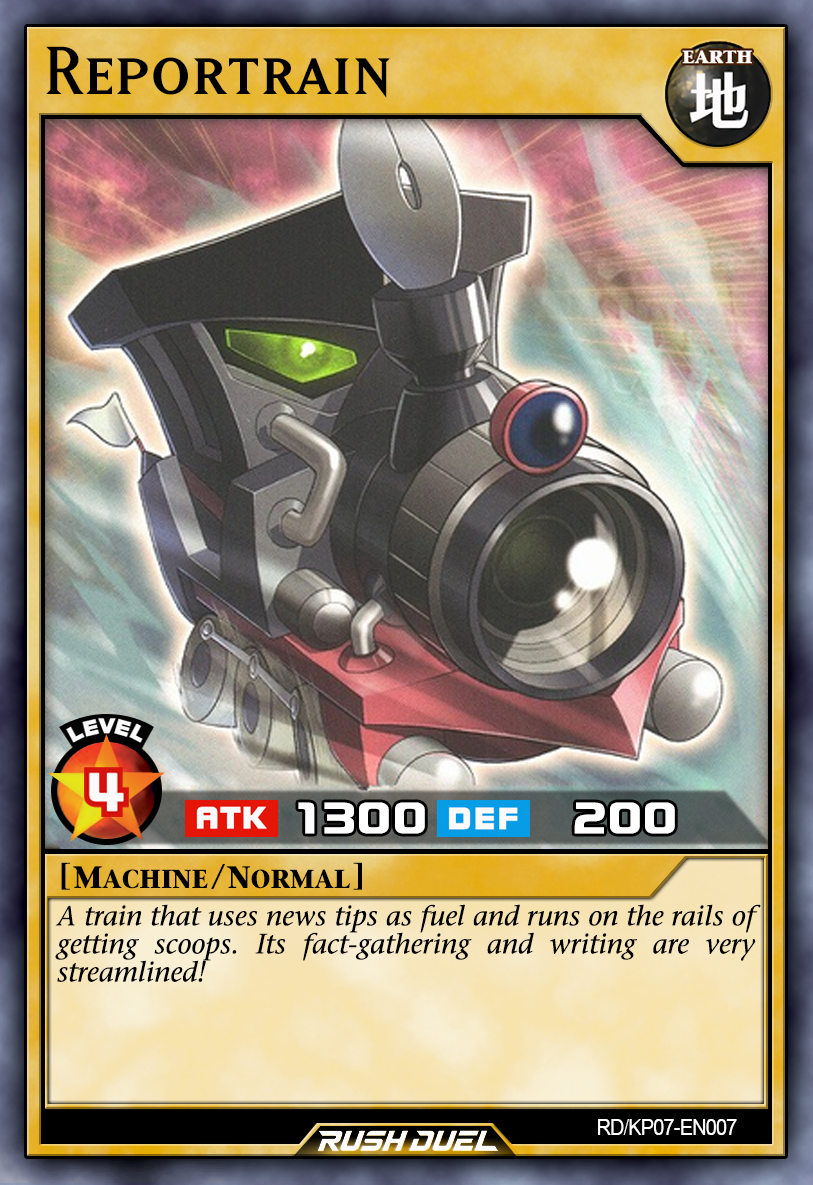 Reportrain
EARTH
地
LEVEL
4
ATK 1300 DEF 200
[Machine/Normal]
A train that uses news tips as fuel and runs on the rails of
getting scoops. Its fact-gathering and writing are very
streamlined!
RD/KP07-EN007
RUSH DUEL